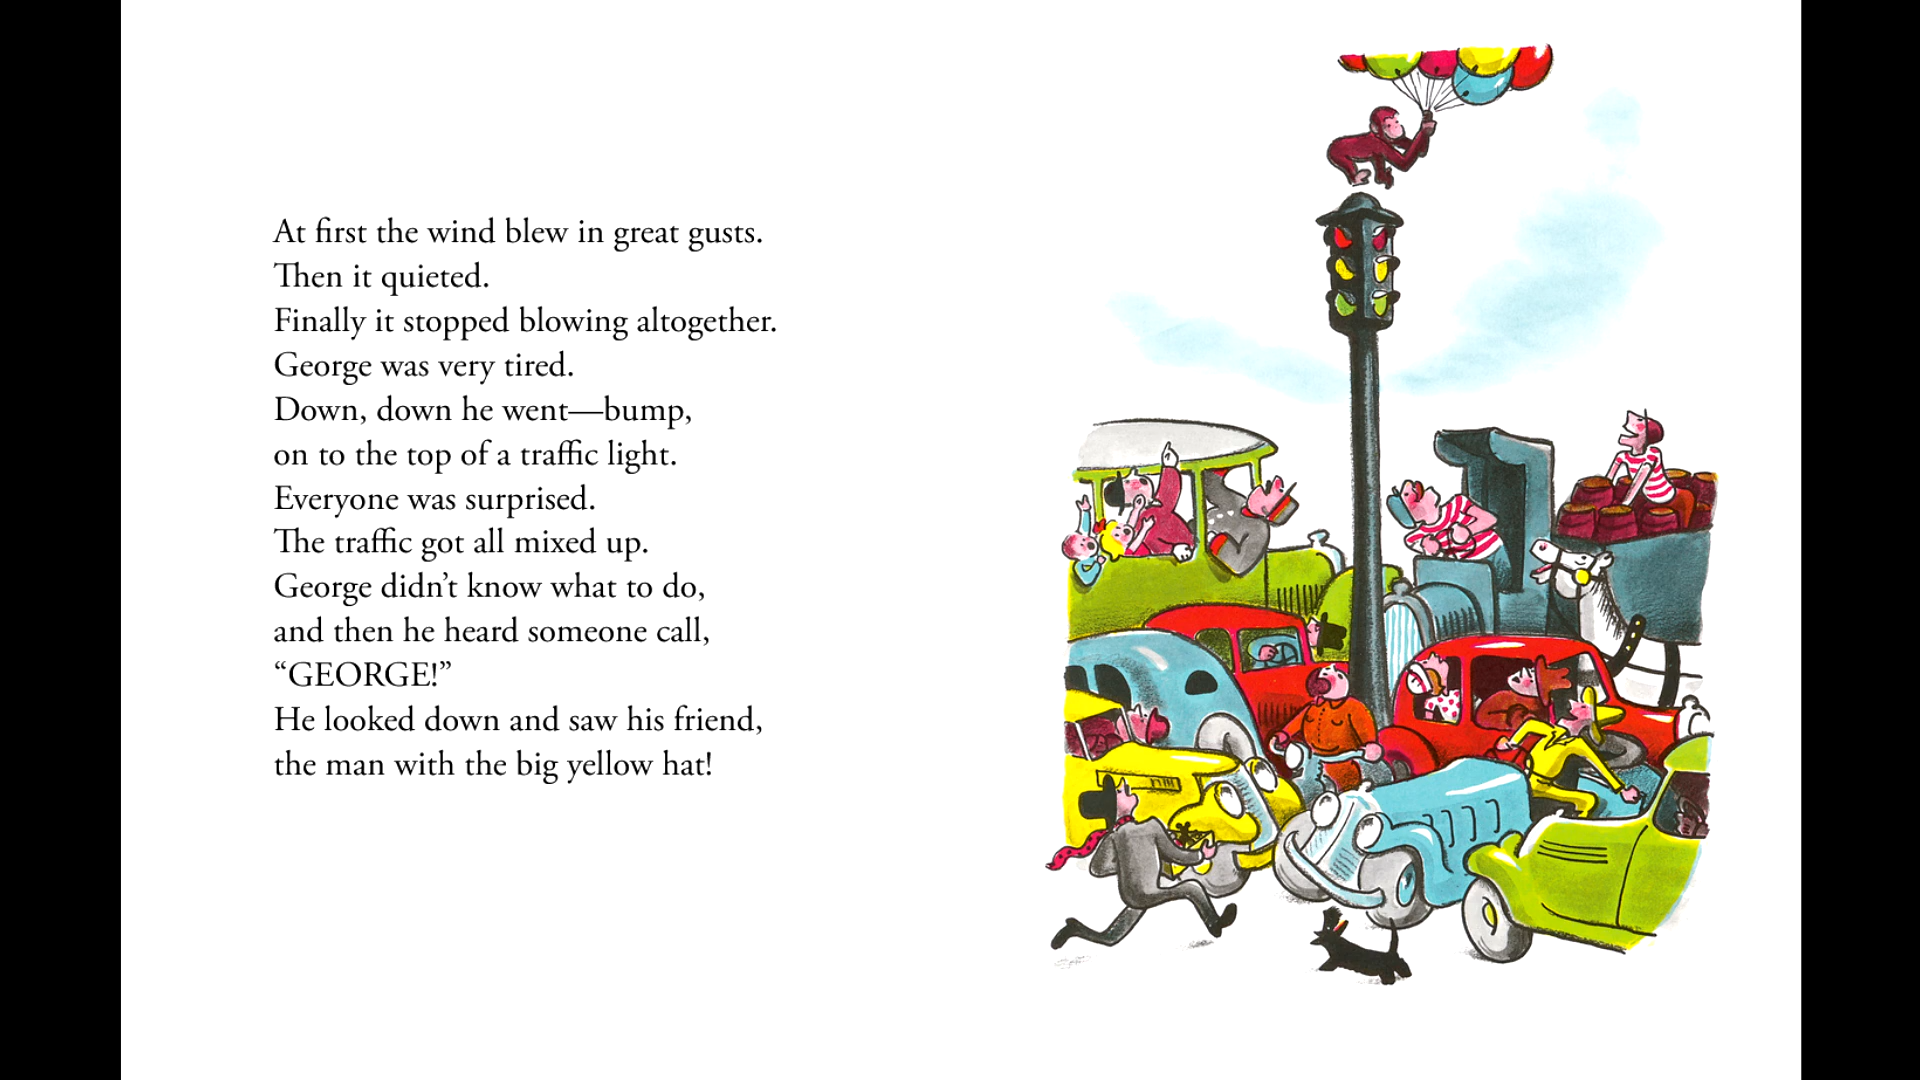 At first the wind blew in great gusts.
Then it quieted.
Finally it stopped blowing altogether.
George was very tired.
Down, down he went—bump,
on to the top of a traffic light.
Everyone was surprised.
The traffic got all mixed up.
George didn’t know what to do,
and then he heard someone call,
“GEORGE!”
He looked down and saw his friend,
the man with the big yellow hat!